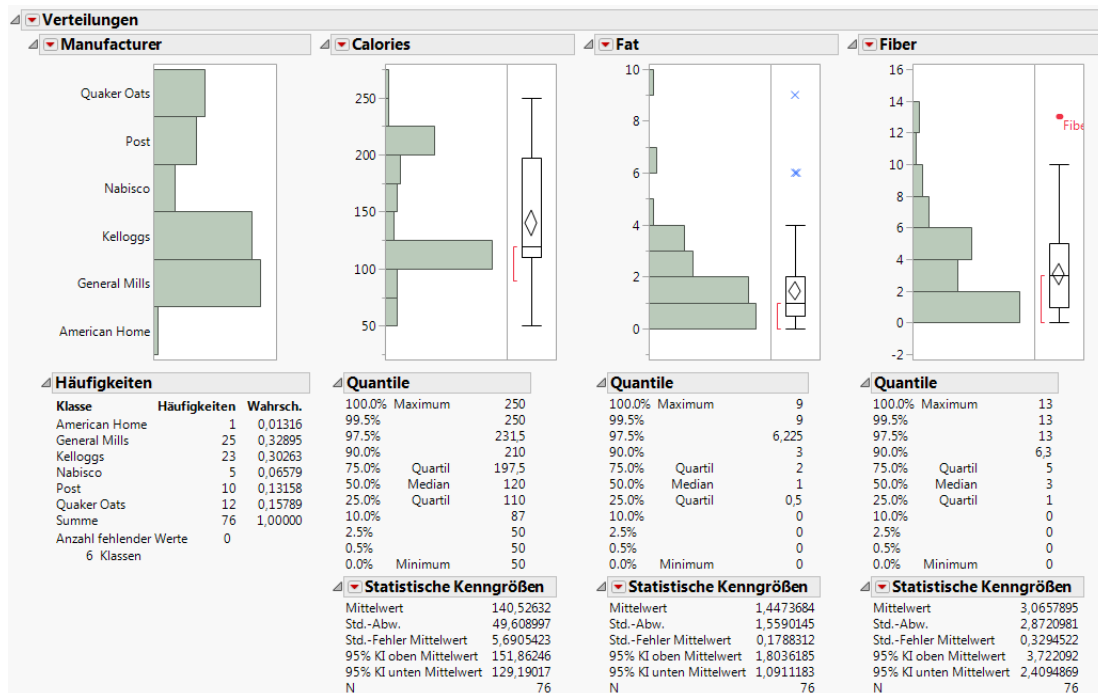 Verteilungen
Manufacturer
Quaker Oats
Post
Nabisco
Kelloggs
General Mills
American Home
Häufigkeiten
Klasse Häufigkeiten Wahrsch.
American Home 1 0,01316
General Mills 25 0,32895
Kelloggs 23 0,30263
Nabisco 5 0,06579
Post 10 0,13158
Quaker Oats 12 0,15789
Summe 76 1,00000
Anzahl fehlender Werte 0
6 Klassen
Calories
250
200
150
100
50
Quantile
100.0% Maximum 250
99.5% 250
97.5% 231,5
90.0% 210
75.0% Quartil 197,5
50.0% Median 120
25.0% Quartil 110
10.0% 87
2.5% 50
0.5% 50
0.0% Minimum 50
Statistische Kenngrößen
Mittelwert 140,52632
Std.-Abw. 49,608997
Std.-Fehler Mittelwert 5,6905423
95% KI oben Mittelwert 151,86246
95% KI unten Mittelwert 129,19017
N 76
Fat
10
8
6
4
2
0
Quantile
100.0% Maximum 9
99.5% 9
97.5% 6,225
90.0% 3
75.0% Quartil 2
50.0% Median 1
25.0% Quartil 0,5
10.0% 0
2.5% 0
0.5% 0
0.0% Minimum 0
Statistische Kenngrößen
Mittelwert 1,4473684
Std.-Abw. 1,5590145
Std.-Fehler Mittelwert 0,1788312
95% KI oben Mittelwert 1,8036185
95% KI unten Mittelwert 1,0911183
N 76
Fiber
16
14
12
10
8
6
4
2
0
-2
Fibe
Quantile
100.0% Maximum 13
99.5% 13
97.5% 13
90.0% 6,3
75.0% Quartil 5
50.0% Median 3
25.0% Quartil 1
10.0% 0
2.5% 0
0.5% 0
0.0% Minimum 0
Statistische Kenngrößen
Mittelwert 3,0657895
Std.-Abw. 2,8720981
Std.-Fehler Mittelwert 0,3294522
95% KI oben Mittelwert 3,722092
95% KI unten Mittelwert 2,4094869
N 76